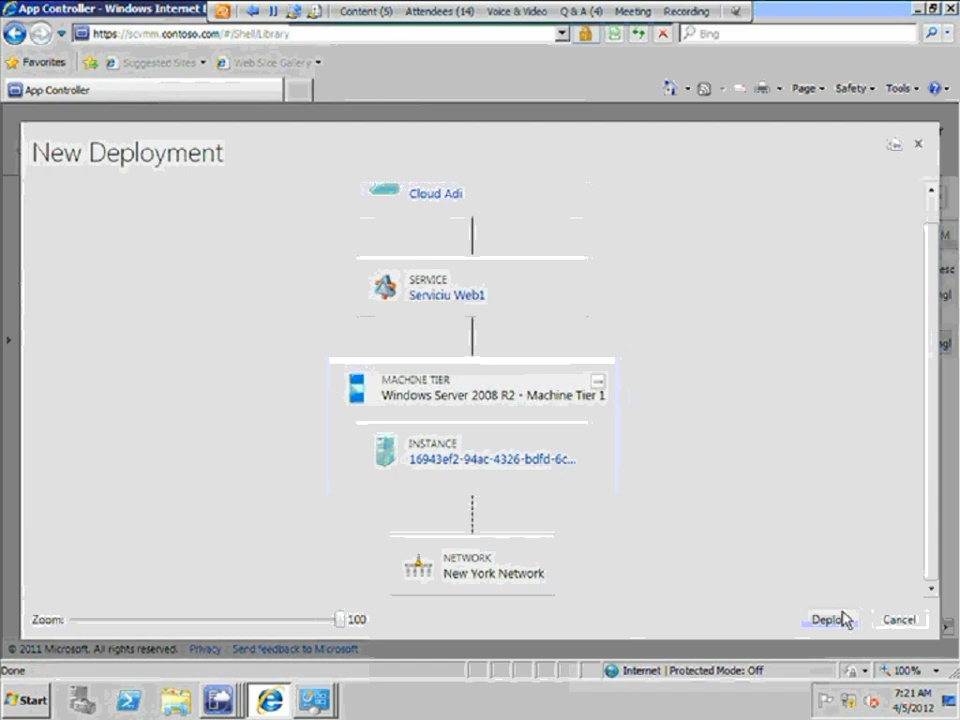 App Controller - Windows Internet
Content (5) Attendees (14) Voice & Video Q & A (4) Meeting Recording
https://scvmm.contoso.com/#/Shell/Library
Bing
Favorites Suggested Sites Web Slice Gallery
App Controller
Page Safety Tools
New Deployment
Cloud Adi
SERVICE
Serviciu Web1
MACHINE TIER
Windows Server 2008 R2 - Machine Tier 1
INSTANCE
16943ef2-94ac-4326-bdfd-6c...
NETWORK
New York Network
Zoom: 100
Deploy Cancel
© 2011 Microsoft. All rights reserved. Privacy Send feedback to Microsoft
Done Internet | Protected Mode: Off 100%
Start
7:21 AM
4/5/2012